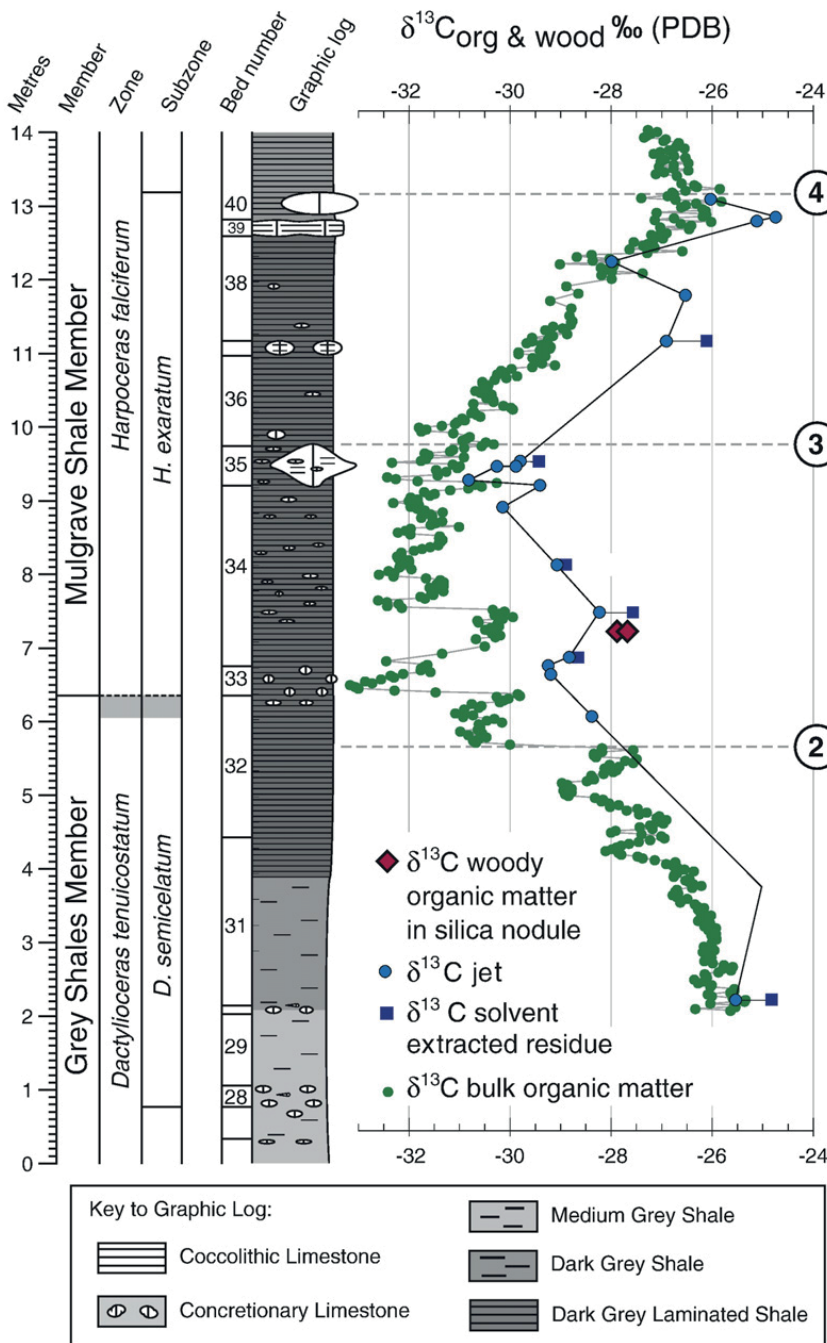 δ13Corg & wood ‰ (PDB)
Metres
Member
Zone
Subzone
Bed number
Graphic log
-32 -30 -28 -26 -24
14
13
12
11
10
9
8
7
6
5
4
3
2
1
0
Mulgrave Shale Member
Grey Shales Member
Harpoceras falciferum
Dactylioceras tenuicostatum
H. exaratum
D. semicelatum
40
39
38
36
35
34
33
32
31
29
28
4
3
2
δ13C woody
organic matter
in silica nodule
δ13C jet
δ13 C solvent
extracted residue
δ13C bulk organic matter
-32 -30 -28 -26 -24
Key to Graphic Log:
Coccolithic Limestone
Concretionary Limestone
Medium Grey Shale
Dark Grey Shale
Dark Grey Laminated Shale